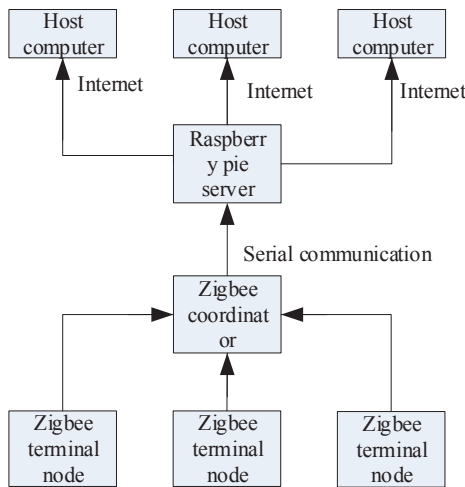 Host
computer
Host
computer
Host
computer
Internet
Internet
Internet
Raspberr
y pie
server
Serial communication
Zigbee
coordinat
or
Zigbee
terminal
node
Zigbee
terminal
node
Zigbee
terminal
node